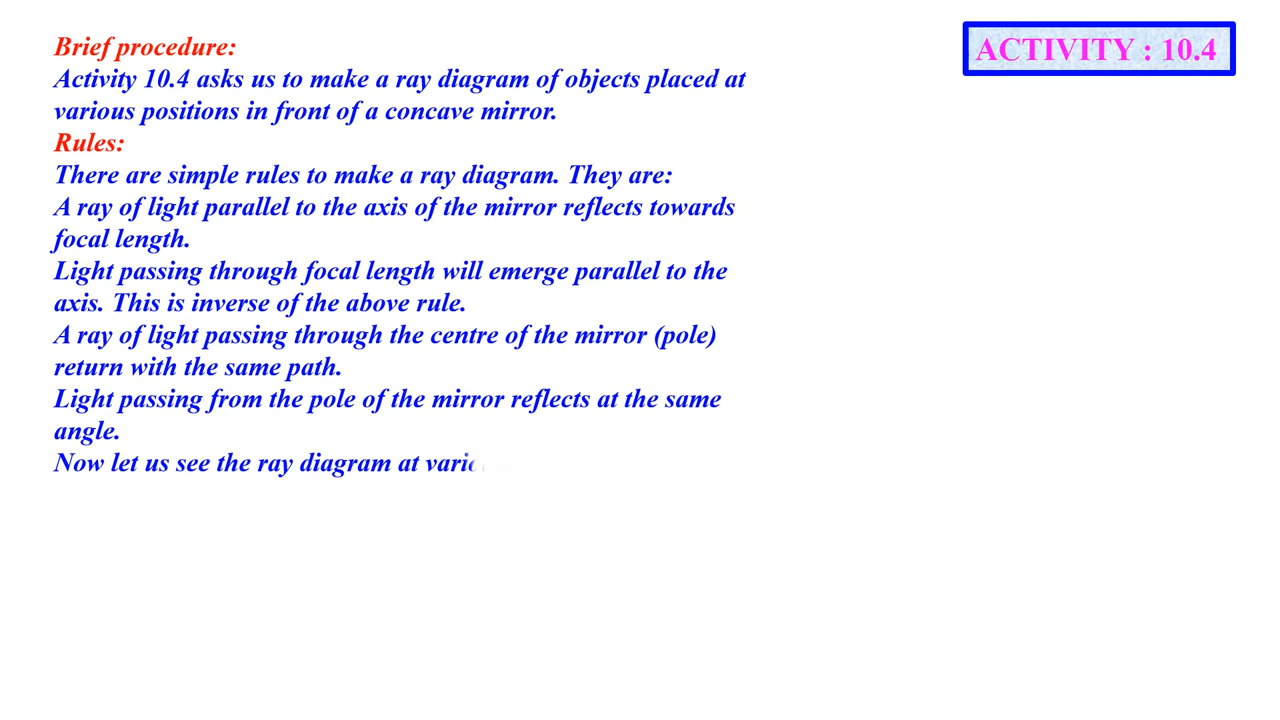 Brief procedure:
ACTIVITY : 10.4
Activity 10.4 asks us to make a ray diagram of objects placed at
various positions in front of a concave mirror.
Rules:
There are simple rules to make a ray diagram. They are:
A ray of light parallel to the axis of the mirror reflects towards
focal length.
Light passing through focal length will emerge parallel to the
axis. This is inverse of the above rule.
A ray of light passing through the centre of the mirror (pole)
return with the same path.
Light passing from the pole of the mirror reflects at the same
angle.
Now let us see the ray diagram at